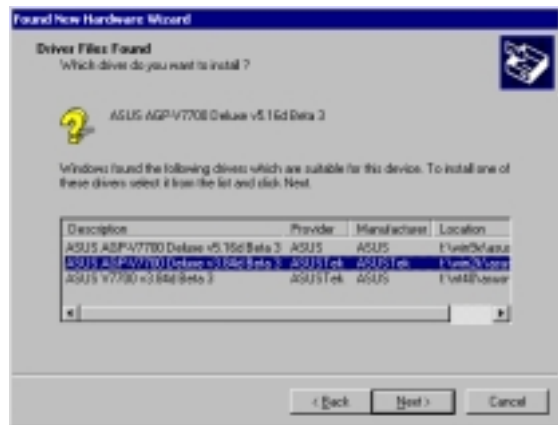 Found New Hardware Wizard
Driver Files Found
Which driver do you want to install ?
ASUS AGP-V7700 Deluxe v5.16d Beta 3
Windows found the following drivers which are suitable for this device. To install one of
these drivers select it from the list and click Next.
Description Provider Manufacturer Location
ASUS AGP-V7700 Deluxe v5.16d Beta 3 ASUS ASUS
ASUS AGP-V7700 Deluxe v3.84d Beta 3 ASUSTek ASUSTek
ASUS V7700 v3.84d Beta 3 ASUS ASUS
< Back Next > Cancel